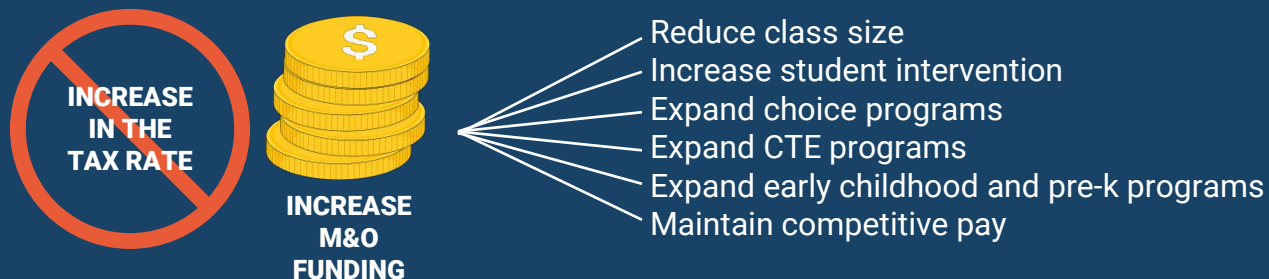 INCREASE
IN THE
TAX RATE
$
INCREASE
M&O
FUNDING
Reduce class size
Increase student intervention
Expand choice programs
Expand CTE programs
Expand early childhood and pre-k programs
Maintain competitive pay